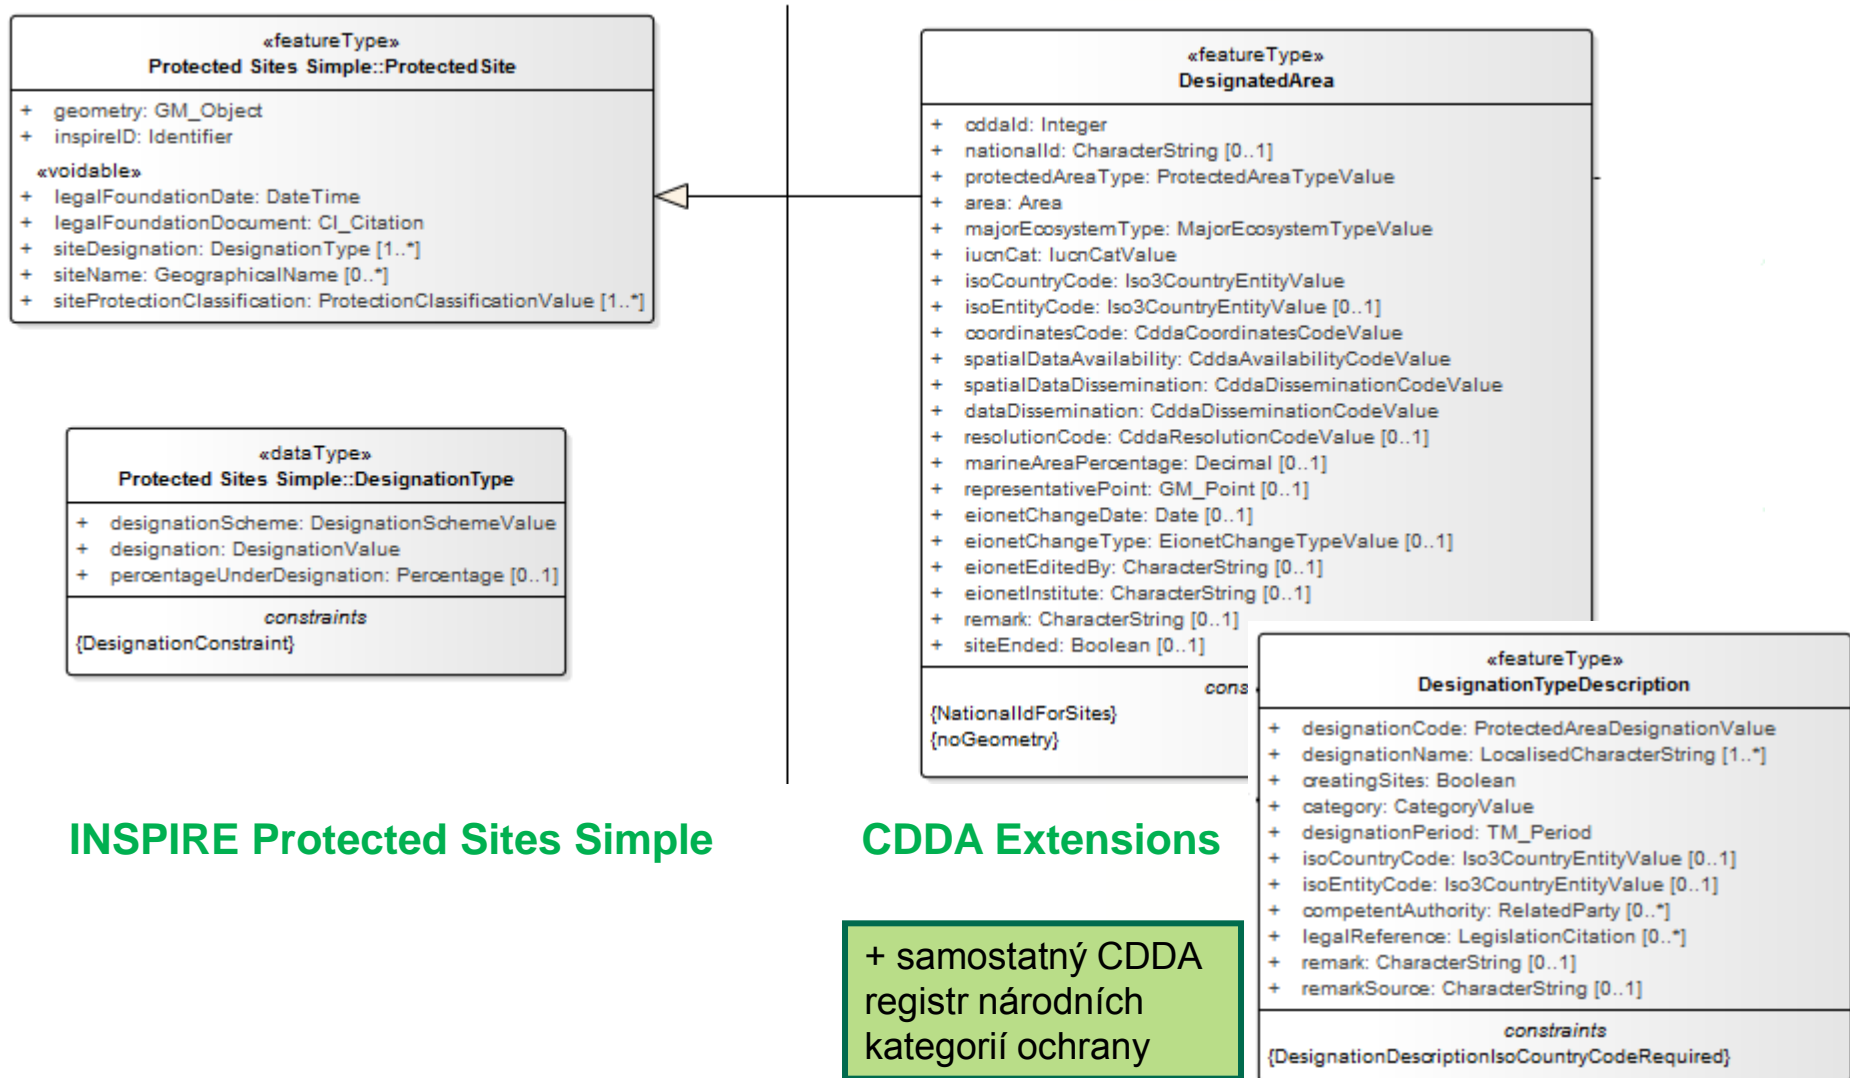 «featureType»
Protected Sites Simple::ProtectedSite
+ geometry: GM_Object
+ inspireID: Identifier
«voidable»
+ legalFoundationDate: DateTime
+ legalFoundationDocument: CI_Citation
+ siteDesignation: DesignationType [1..*]
+ siteName: GeographicalName [0..*]
+ siteProtectionClassification: ProtectionClassificationValue [1..*]
«dataType»
Protected Sites Simple::DesignationType
+ designationScheme: DesignationSchemeValue
+ designation: DesignationValue
+ percentageUnderDesignation: Percentage [0..1]
constraints
{DesignationConstraint}
INSPIRE Protected Sites Simple
«featureType»
DesignatedArea
+ cddaId: Integer
+ nationalId: CharacterString [0..1]
+ protectedAreaType: ProtectedAreaTypeValue
+ area: Area
+ majorEcosystemType: MajorEcosystemTypeValue
+ iucnCat: IucnCatValue
+ isoCountryCode: Iso3CountryEntityValue
+ isoEntityCode: Iso3CountryEntityValue [0..1]
+ coordinatesCode: CddaCoordinatesCodeValue
+ spatialDataAvailability: CddaAvailabilityCodeValue
+ spatialDataDissemination: CddaDisseminationCodeValue
+ dataDissemination: CddaDisseminationCodeValue
+ resolutionCode: CddaResolutionCodeValue [0..1]
+ marineAreaPercentage: Decimal [0..1]
+ representativePoint: GM_Point [0..1]
+ eionetChangeDate: Date [0..1]
+ eionetChangeType: EionetChangeTypeValue [0..1]
+ eionetEditedBy: CharacterString [0..1]
+ eionetInstitute: CharacterString [0..1]
+ remark: CharacterString [0..1]
+ siteEnded: Boolean [0..1]
cons
{NationalIdForSites}
{noGeometry}
CDDA Extensions
«featureType»
DesignationTypeDescription
+ designationCode: ProtectedAreaDesignationValue
+ designationName: LocalisedCharacterString [1..*]
+ creatingSites: Boolean
+ category: CategoryValue
+ designationPeriod: TM_Period
+ isoCountryCode: Iso3CountryEntityValue [0..1]
+ isoEntityCode: Iso3CountryEntityValue [0..1]
+ competentAuthority: RelatedParty [0..*]
+ legalReference: LegislationCitation [0..*]
+ remark: CharacterString [0..1]
+ remarkSource: CharacterString [0..1]
constraints
{DesignationDescriptionIsoCountryCodeRequired}
+ samostatný CDDA
registr národních
kategorií ochrany